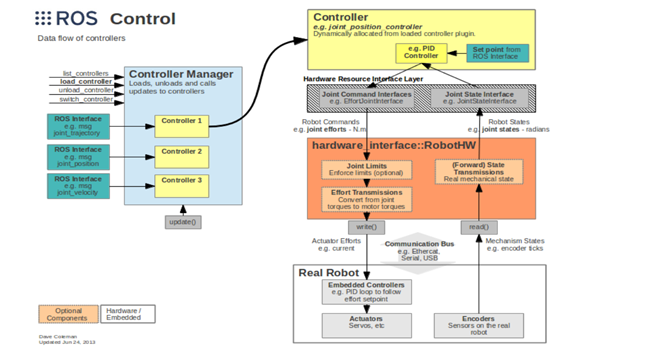 ROS Control
Data flow of controllers
list_controllers
load_controller
unload_controller
switch_controller
Controller Manager
Loads, unloads and calls
updates to controllers
ROS Interface
e.g. msg
joint_trajectory
Controller 1
ROS Interface
e.g. msg
joint_position
Controller 2
ROS Interface
e.g. msg
joint_velocity
Controller 3
update()
Controller
e.g. joint_position_controller
Dynamically allocated from loaded controller plugin.
e.g. PID
Controller
Set point from
ROS Interface
Hardware Resource Interface Layer
Joint Command Interfaces
e.g. EffortJointInterface
Joint State Interface
e.g. JointStateInterface
Robot Commands
e.g. joint efforts - N.m
Robot States
e.g. joint states - radians
hardware_interface::RobotHW
Joint Limits
Enforce limits (optional)
Effort Transmissions
Convert from joint
torques to motor torques
(Forward) State
Transmissions
Real mechanical state
write()
read()
Actuator Efforts
e.g. current
Communication Bus
e.g. Ethercat,
Serial, USB
Mechanism States
e.g. encoder ticks
Real Robot
Embedded Controllers
e.g. PID loop to follow
effort setpoint
Actuators
Servos, etc
Encoders
Sensors on the real
robot
Optional
Components
Hardware /
Embedded
Dave Coleman
Updated Jun 24, 2013